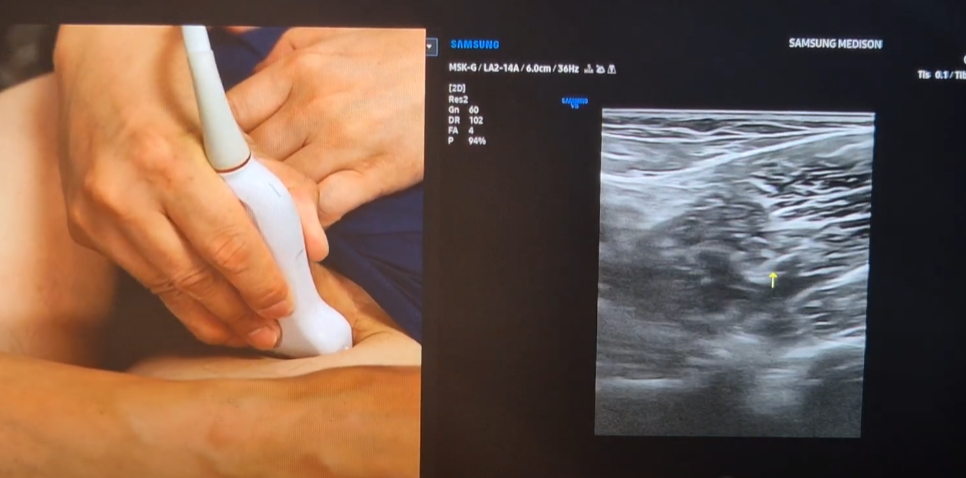 SAMSUNG
SAMSUNG MEDISON
MSK-G / LA2-14A / 6.0cm / 36Hz
TIs 0.1 /
[2D]
Res2
Gn 60
DR 102
FA 4
P 94%